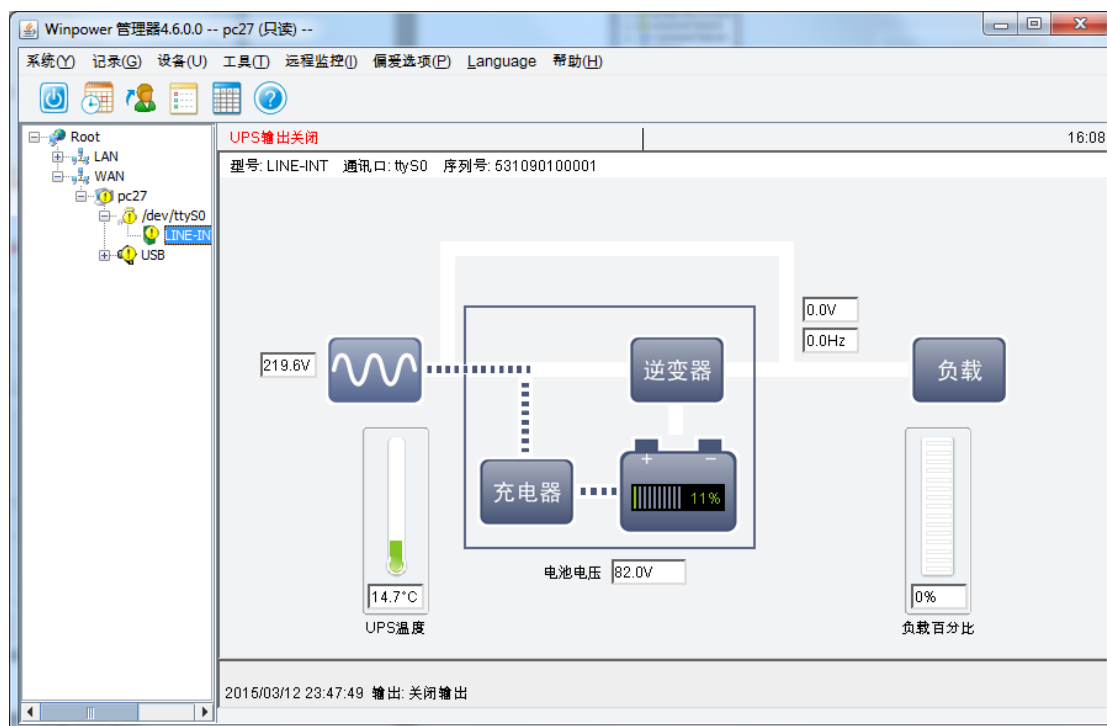 Winpower 管理器4.6.0.0 -- pc27 (只读) --
系统(Y) 记录(G) 设备(U) 工具(T) 远程监控(I) 偏爱选项(P) Language 帮助(H)
Root
LAN
WAN
pc27
/dev/ttyS0
LINE-IN
USB
UPS输出关闭 16:08
型号: LINE-INT 通讯口: ttyS0 序列号: 531090100001
0.0V
0.0Hz
219.6V
逆变器
负载
充电器
+ −
11%
电池电压 82.0V
14.7°C
UPS温度
0%
负载百分比
2015/03/12 23:47:49 输出: 关闭输出